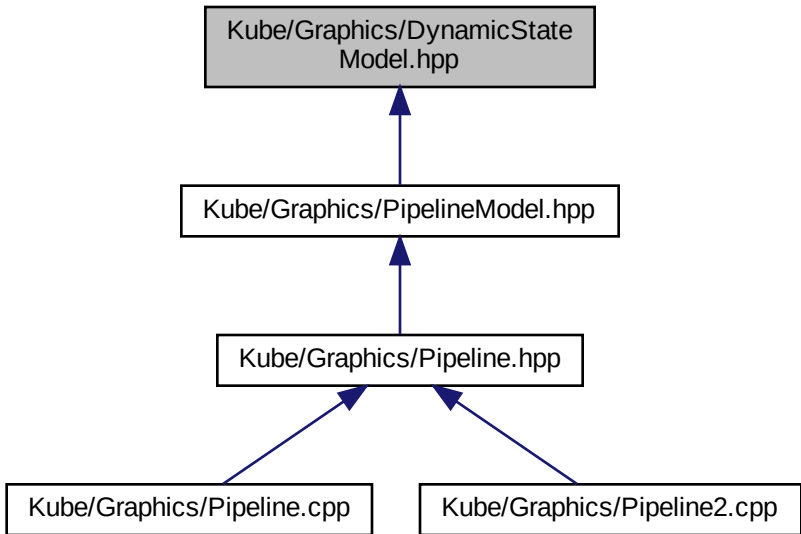 Kube/Graphics/DynamicState
Model.hpp
Kube/Graphics/PipelineModel.hpp
Kube/Graphics/Pipeline.hpp
Kube/Graphics/Pipeline.cpp
Kube/Graphics/Pipeline2.cpp